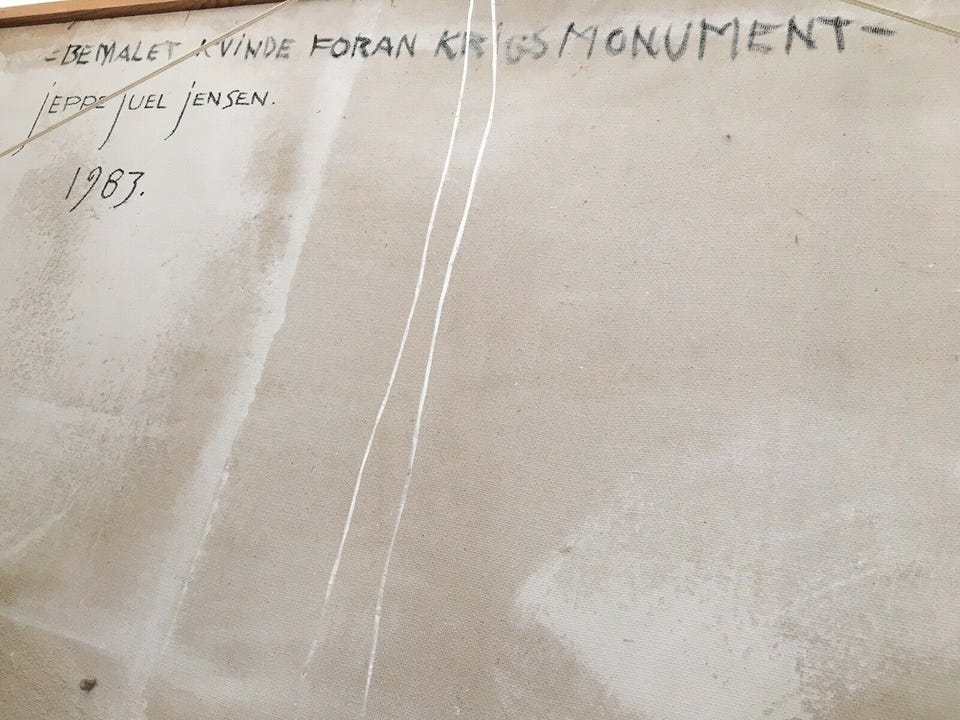 -BEMALET KVINDE FORAN KRIGSMONUMENT-
JEPPE JUEL JENSEN.
1983.